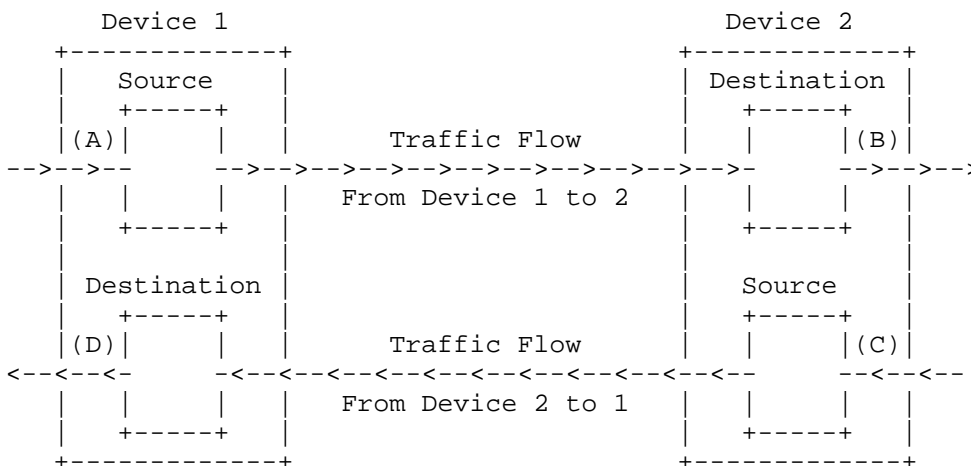 Device 1 Device 2
Source Destination
(A) Traffic Flow (B)
From Device 1 to 2
Destination Source
(D) Traffic Flow (C)
From Device 2 to 1